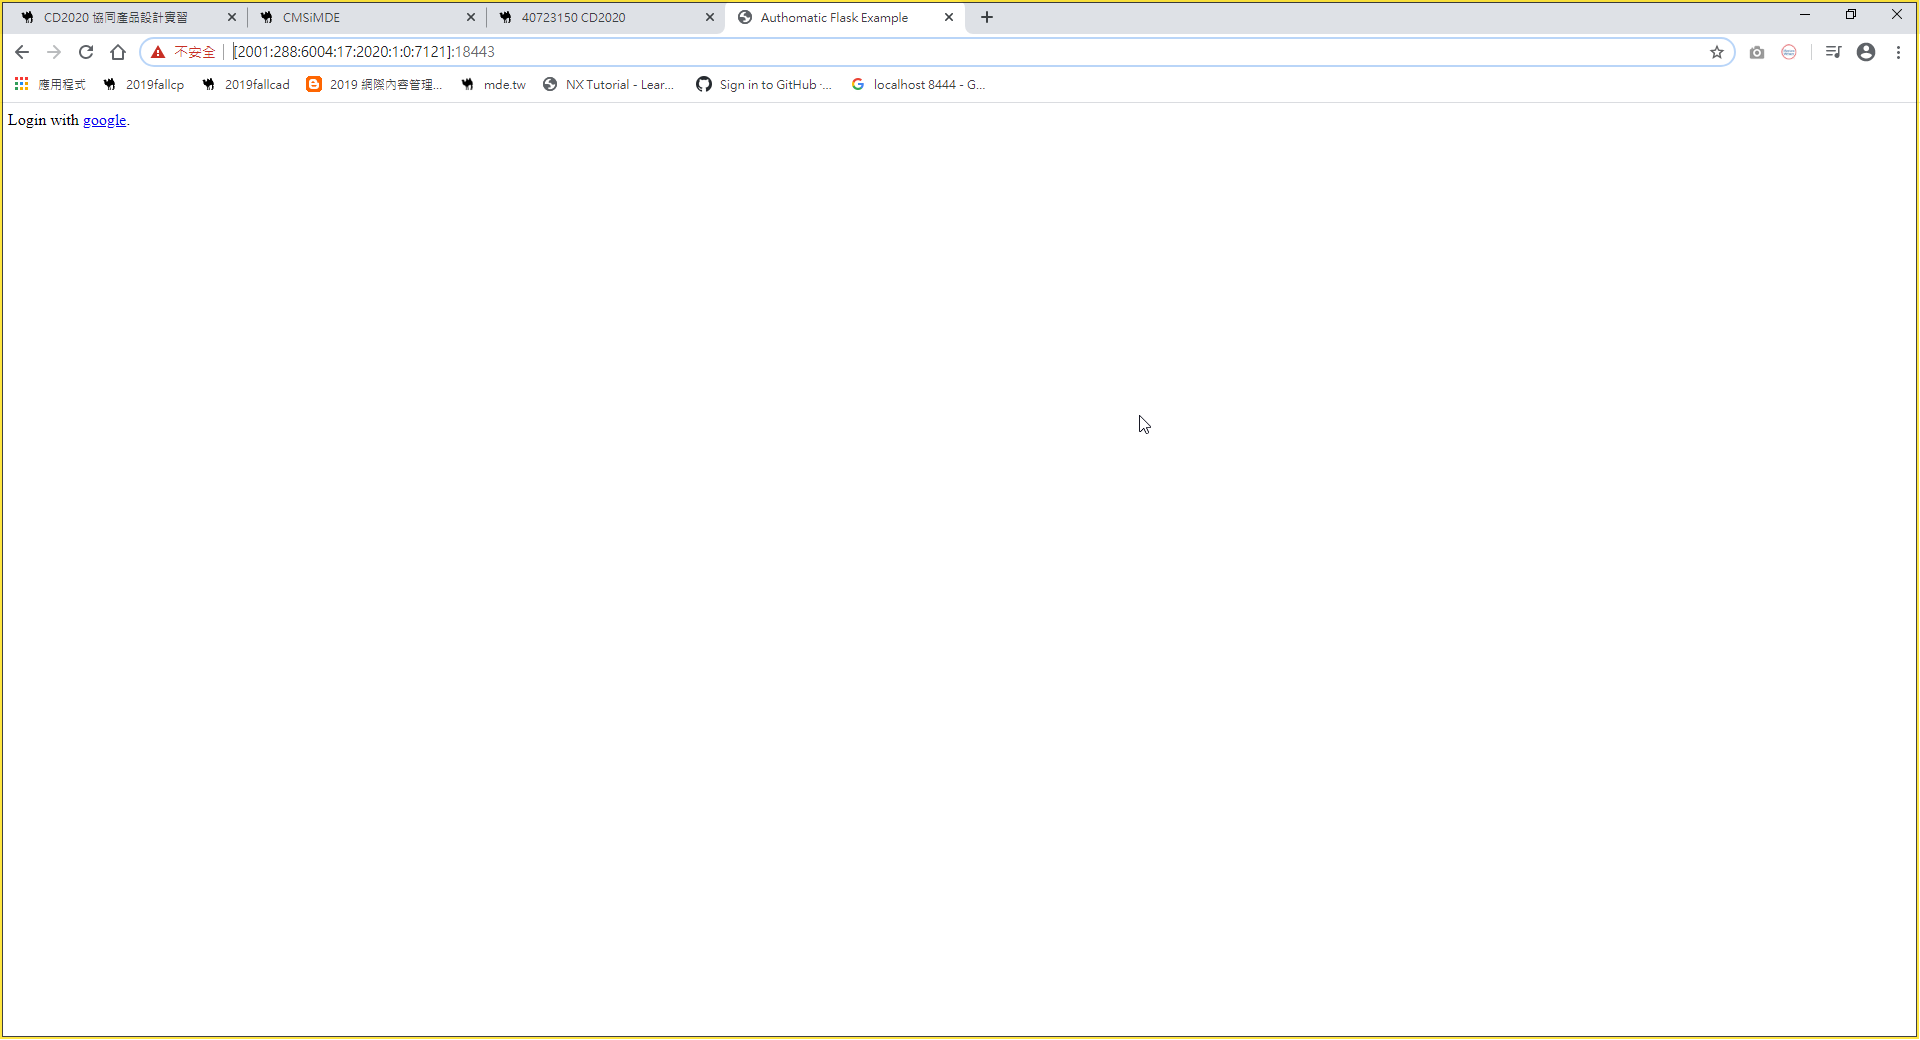 CD2020 協同產品設計實習
CMSiMDE
40723150 CD2020
Authomatic Flask Example
不安全 [2001:288:6004:17:2020:1:0:7121]:18443
應用程式 2019fallcp 2019fallcad 2019 網際內容管理... mde.tw NX Tutorial - Lear... Sign in to GitHub ·... localhost 8444 - G...
Login with google.